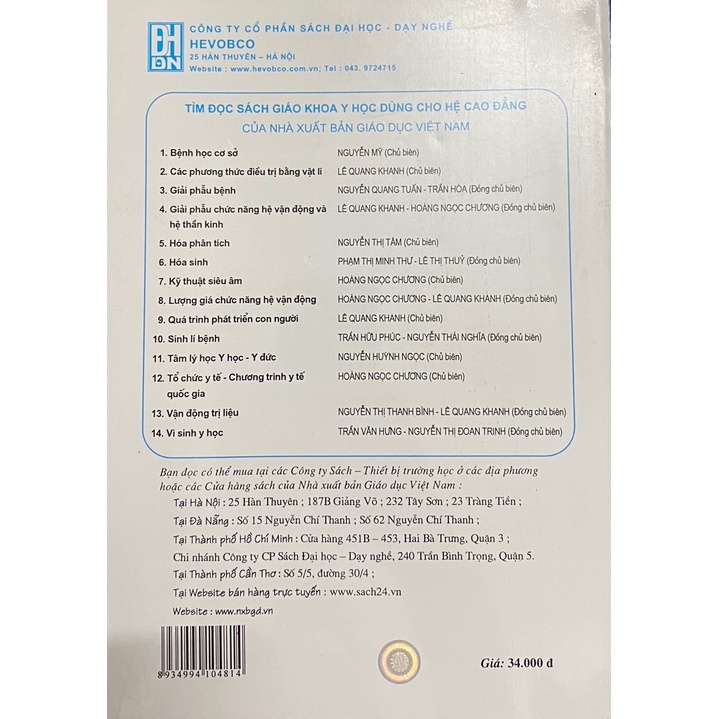 ĐH
DN
CÔNG TY CỔ PHẦN SÁCH ĐẠI HỌC - DẠY NGHỀ
HEVOBCO
25 HÀN THUYÊN – HÀ NỘI
Website : www.hevobco.com.vn; Tel : 043. 9724715
TÌM ĐỌC SÁCH GIÁO KHOA Y HỌC DÙNG CHO HỆ CAO ĐẲNG
CỦA NHÀ XUẤT BẢN GIÁO DỤC VIỆT NAM
1. Bệnh học cơ sở NGUYỄN MỸ (Chủ biên)
2. Các phương thức điều trị bằng vật lí LÊ QUANG KHANH (Chủ biên)
3. Giải phẫu bệnh NGUYỄN QUANG TUẤN - TRẦN HÒA (Đồng chủ biên)
4. Giải phẫu chức năng hệ vận động và LÊ QUANG KHANH - HOÀNG NGỌC CHƯƠNG (Đồng chủ biên)
hệ thần kinh
5. Hóa phân tích NGUYỄN THỊ TÂM (Chủ biên)
6. Hóa sinh PHẠM THỊ MINH THƯ - LÊ THỊ THUỶ (Đồng chủ biên)
7. Kỹ thuật siêu âm HOÀNG NGỌC CHƯƠNG (Chủ biên)
8. Lượng giá chức năng hệ vận động HOÀNG NGỌC CHƯƠNG - LÊ QUANG KHANH (Đồng chủ biên)
9. Quá trình phát triển con người LÊ QUANG KHANH (Chủ biên)
10. Sinh lí bệnh TRẦN HỮU PHÚC - NGUYỄN THÁI NGHĨA (Đồng chủ biên)
11. Tâm lý học Y học - Y đức NGUYỄN HUỲNH NGỌC (Chủ biên)
12. Tổ chức y tế - Chương trình y tế HOÀNG NGỌC CHƯƠNG (Chủ biên)
quốc gia
13. Vận động trị liệu NGUYỄN THỊ THANH BÌNH - LÊ QUANG KHANH (Đồng chủ biên)
14. Vi sinh y học TRẦN VĂN HƯNG - NGUYỄN THỊ ĐOAN TRINH (Đồng chủ biên)
Bạn đọc có thể mua tại các Công ty Sách – Thiết bị trường học ở các địa phương
hoặc các Cửa hàng sách của Nhà xuất bản Giáo dục Việt Nam :
Tại Hà Nội : 25 Hàn Thuyên ; 187B Giảng Võ ; 232 Tây Sơn ; 23 Tràng Tiền ;
Tại Đà Nẵng : Số 15 Nguyễn Chí Thanh ; Số 62 Nguyễn Chí Thanh ;
Tại Thành phố Hồ Chí Minh : Cửa hàng 451B – 453, Hai Bà Trưng, Quận 3 ;
Chi nhánh Công ty CP Sách Đại học – Dạy nghề, 240 Trần Bình Trọng, Quận 5.
Tại Thành phố Cần Thơ : Số 5/5, đường 30/4 ;
Tại Website bán hàng trực tuyến : www.sach24.vn
Website : www.nxbgd.vn
8934994104814
Giá: 34.000 đ